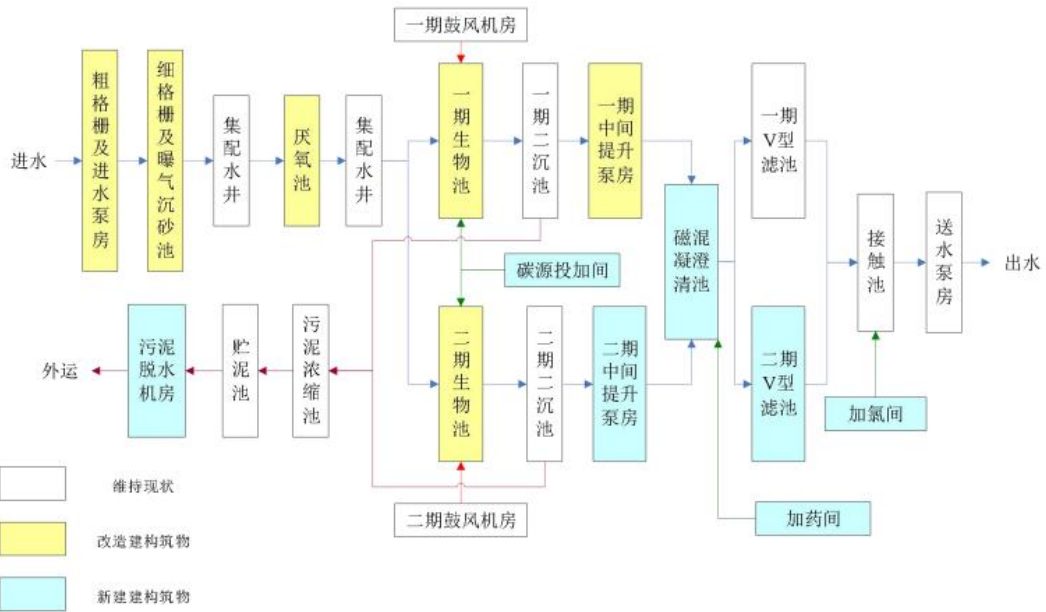 一期鼓风机房
进水
粗格栅及进水泵房
细格栅及曝气沉砂池
集配水井
厌氧池
集配水井
一期生物池
一期二沉池
一期
中间
提升
泵房
磁混
凝澄
清池
一期
V型
滤池
接触池
送水泵房
出水
碳源投加间
外运
污泥
脱水
机房
贮泥池
污泥浓缩池
二期生物池
二期二沉池
二期
中间
提升
泵房
二期
V型
滤池
加氯间
二期鼓风机房
加药间
维持现状
改造建构筑物
新建建构筑物